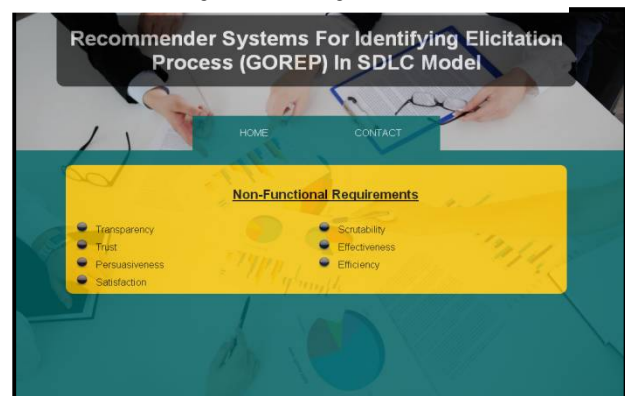 Recommender Systems For Identifying Elicitation
Process (GOREP) In SDLC Model
HOME CONTACT
Non-Functional Requirements
Transparency
Trust
Persuasiveness
Satisfaction
Scrutability
Effectiveness
Efficiency